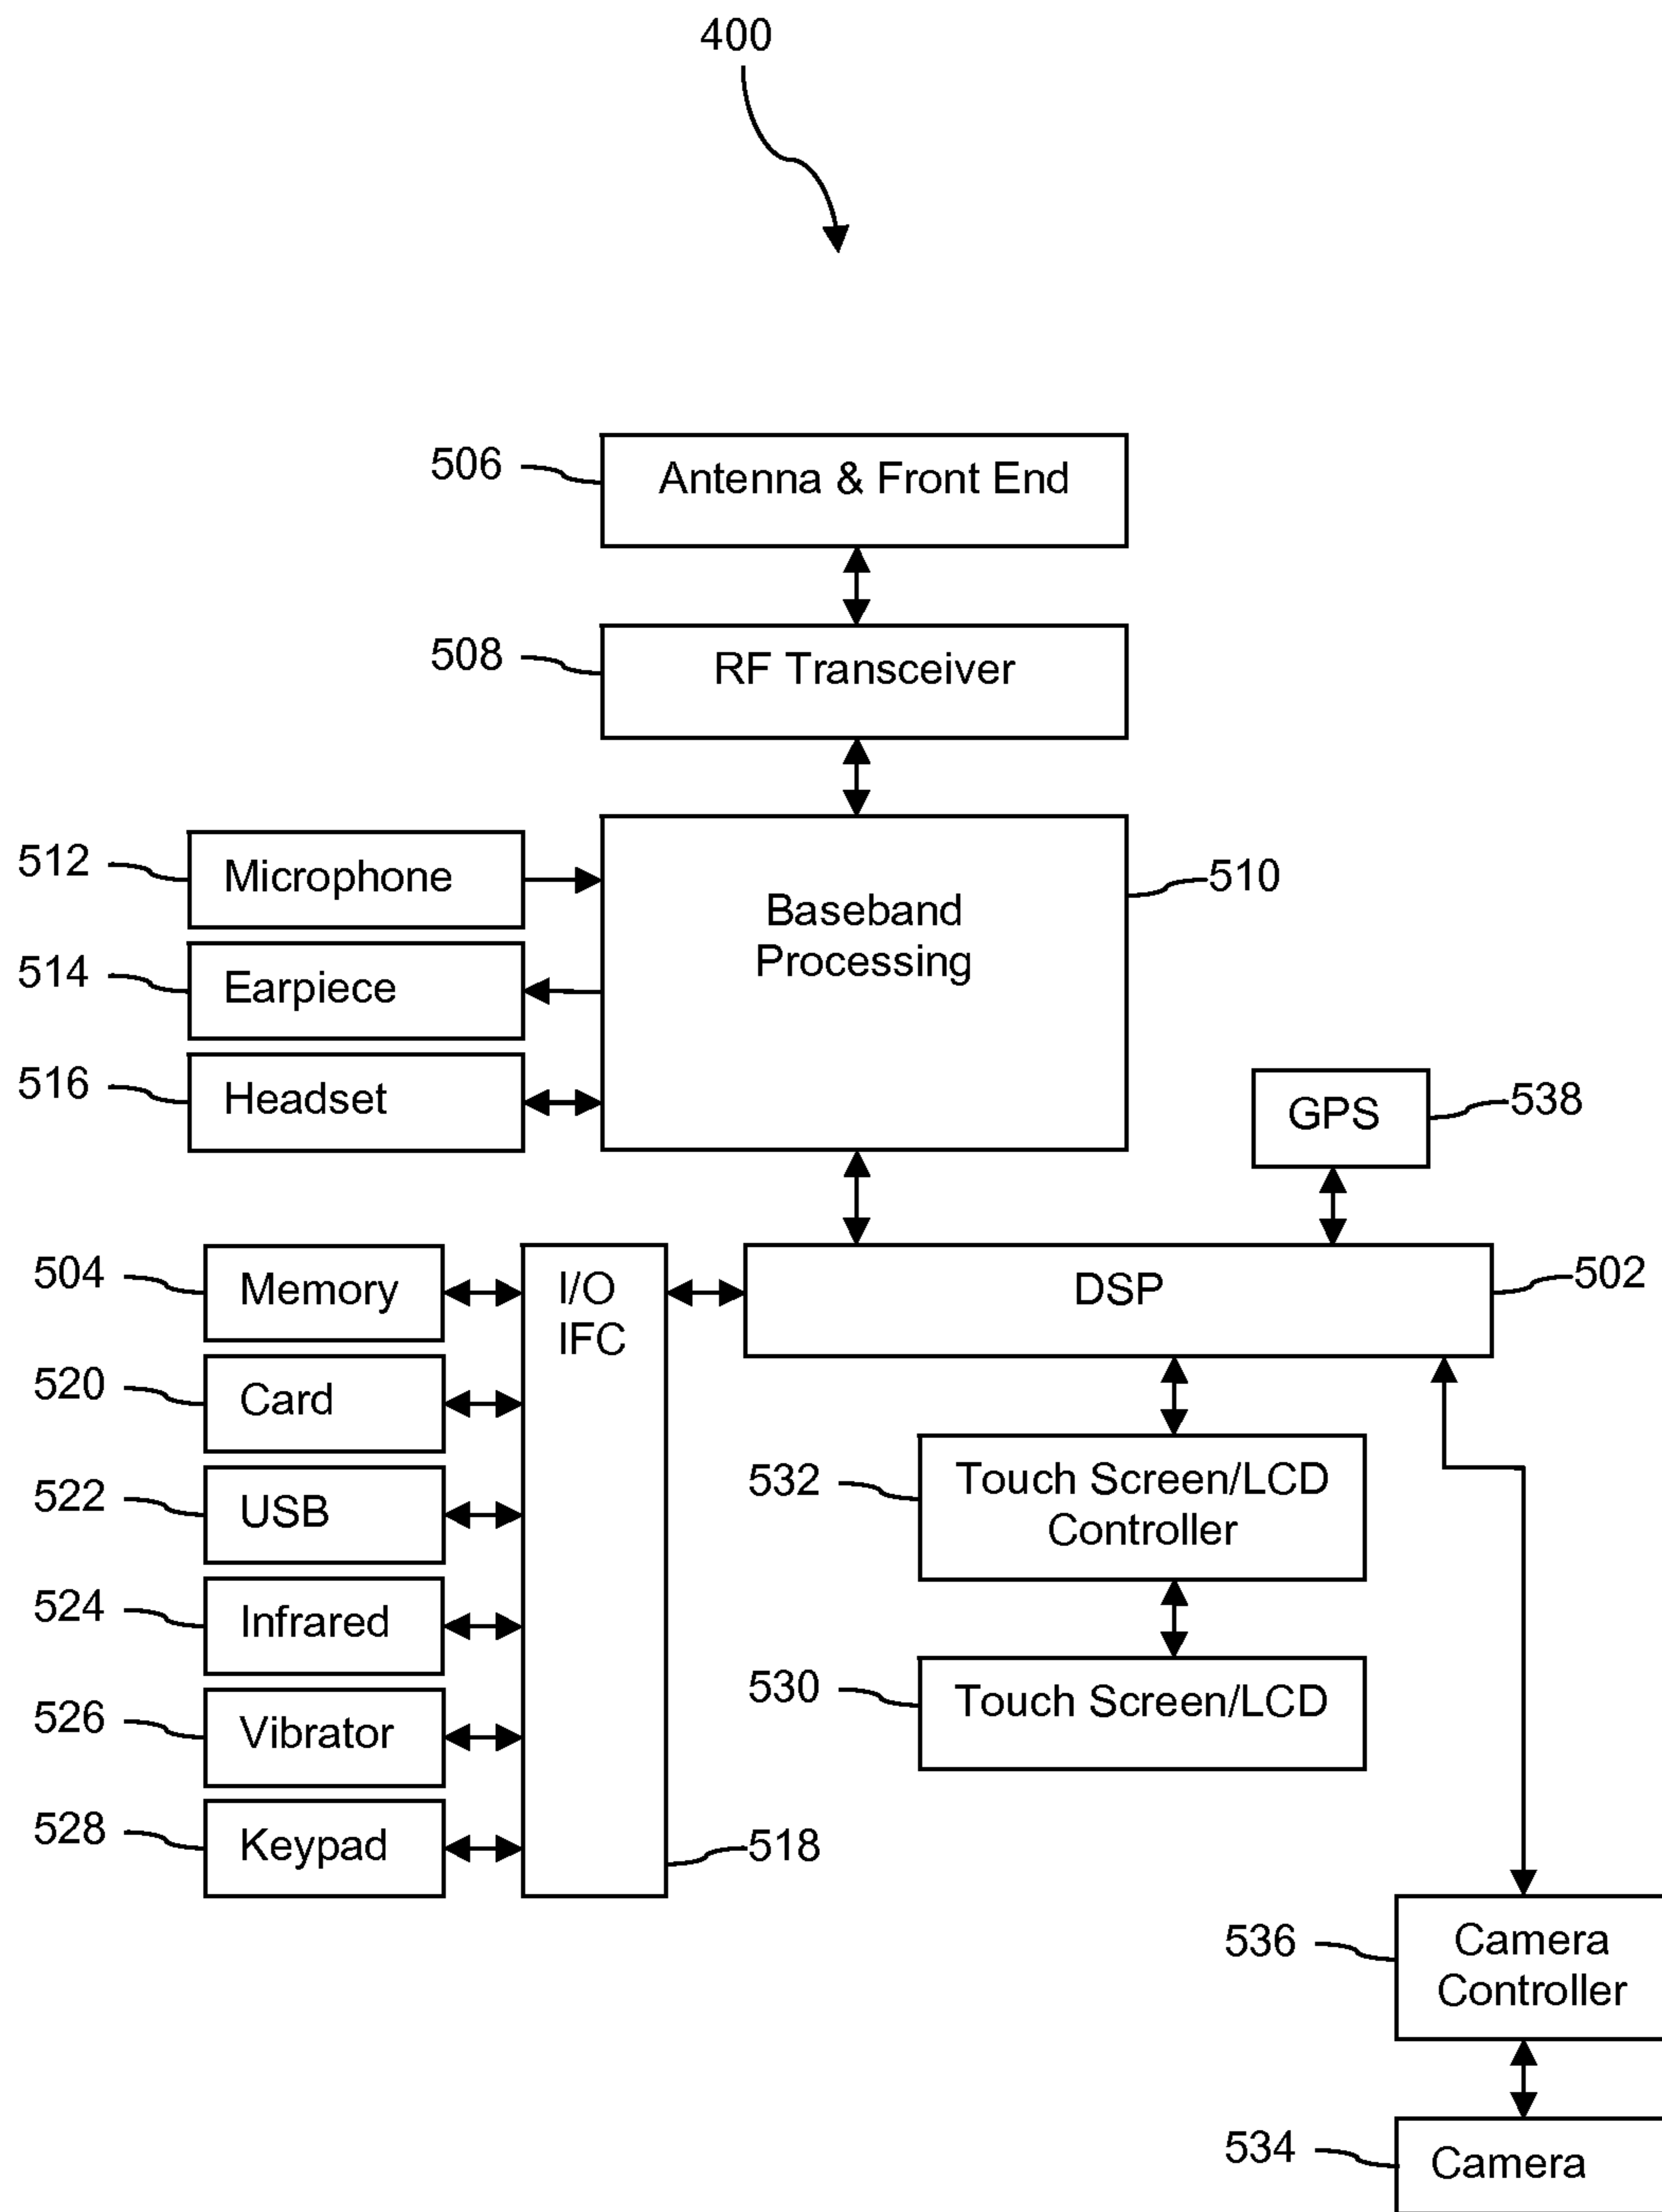 400
506
Antenna & Front End
508
RF Transceiver
512
Microphone
Baseband
Processing
510
514
Earpiece
516
Headset
GPS
538
504
Memory
I/O
IFC
DSP
502
520
Card
522
USB
532
Touch Screen/LCD
Controller
524
Infrared
530
Touch Screen/LCD
526
Vibrator
528
Keypad
518
536
Camera
Controller
534
Camera